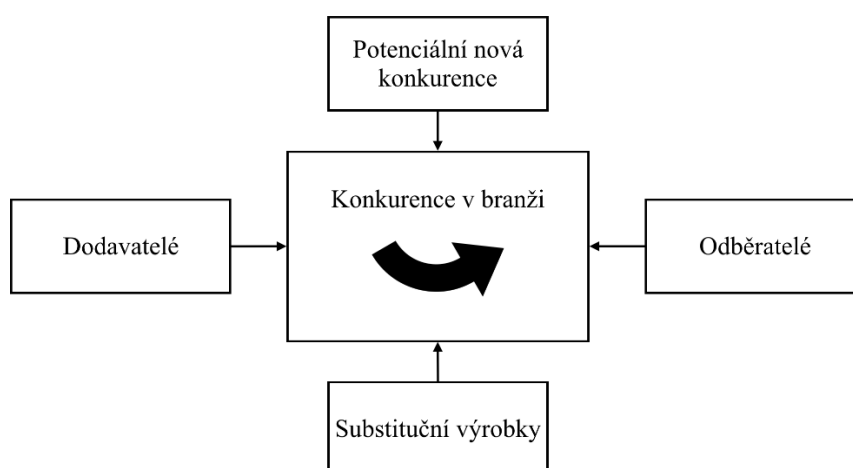 Potenciální nová
konkurence
Konkurence v branži
Dodavatelé
Odběratelé
Substituční výrobky